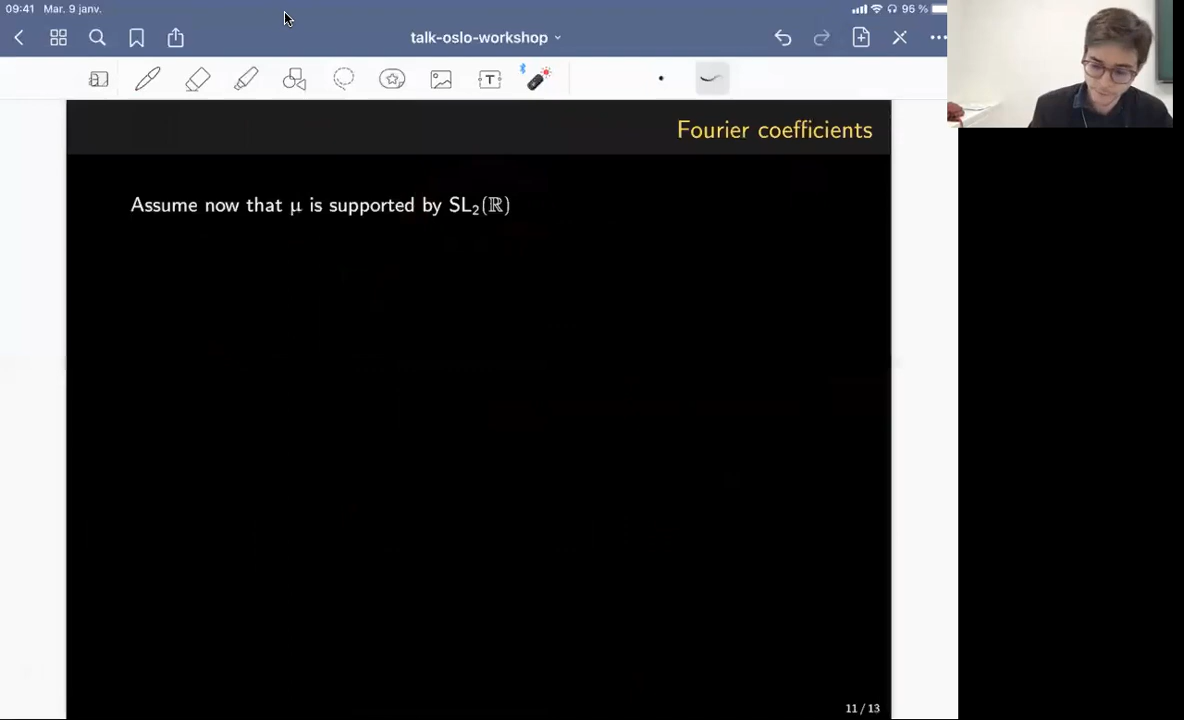 09:41 Mar. 9 janv. 95 %
talk-oslo-workshop
T
Fourier coefficients
Assume now that μ is supported by SL₂(ℝ)
11 / 13